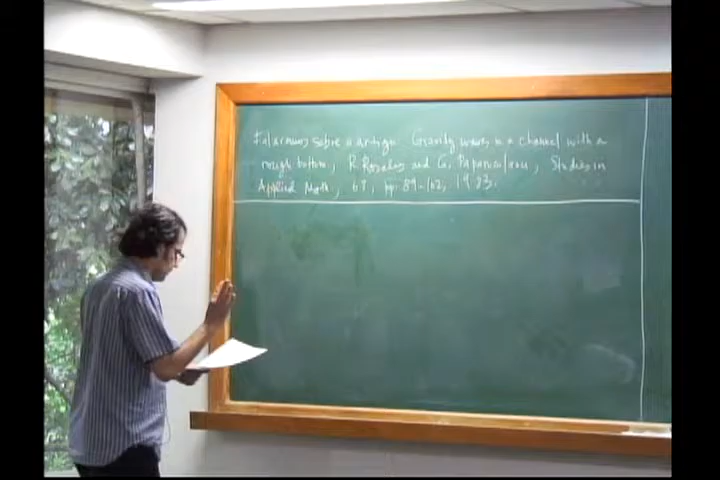 Falaremos sobre o artigo: Gravity waves in a channel with a
rough bottom, R. Rosales and G. Papanicolaou, Studies in
Applied Math, 68, pp. 89-102, 1983.